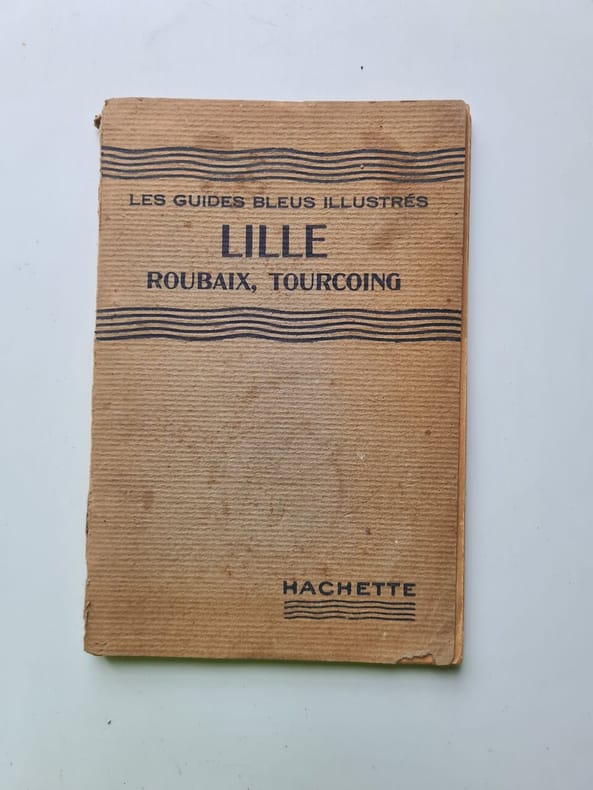 LES GUIDES BLEUS ILLUSTRÉS
LILLE
ROUBAIX, TOURCOING
HACHETTE